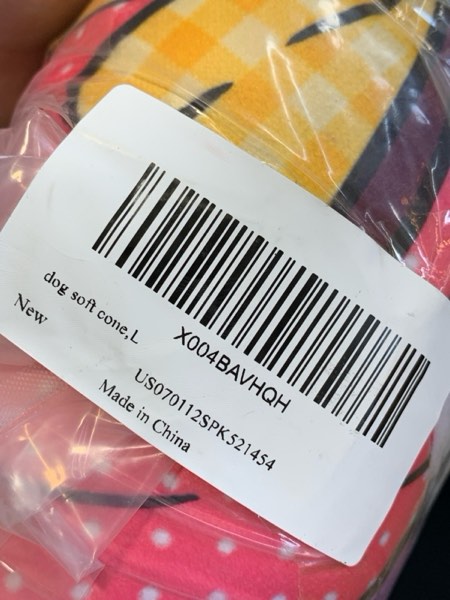 X004BAVHQH
dog soft cone,L
New
US070112SPK521454
Made in China